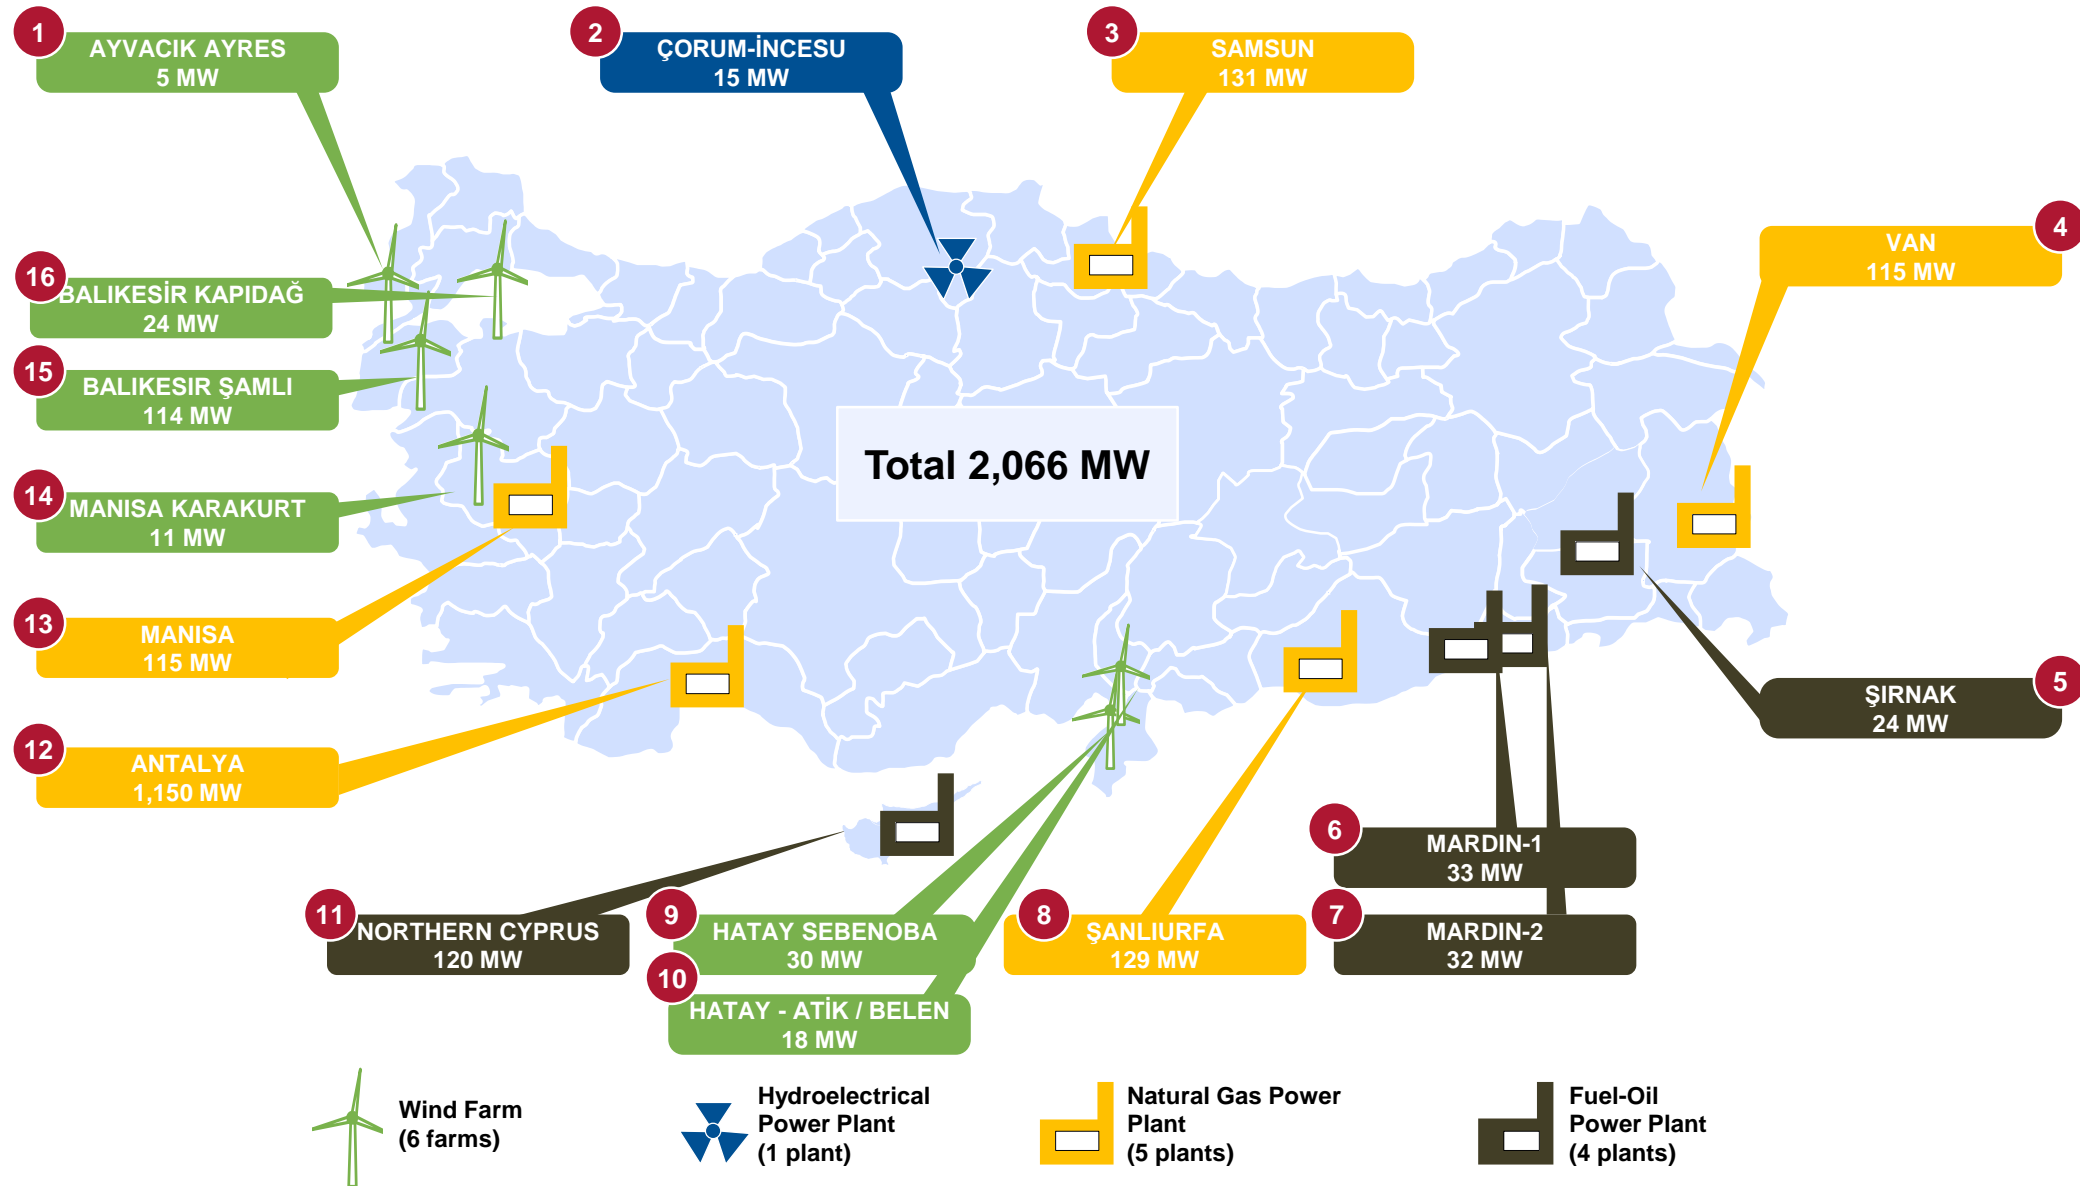 1
AYVACIK AYRES
5 MW
2
ÇORUM-İNCESU
15 MW
3
SAMSUN
131 MW
4
VAN
115 MW
16
BALIKESİR KAPIDAĞ
24 MW
15
BALIKESIR ŞAMLI
114 MW
Total 2,066 MW
14
MANISA KARAKURT
11 MW
13
MANISA
115 MW
5
ŞIRNAK
24 MW
12
ANTALYA
1,150 MW
6
MARDIN-1
33 MW
11
NORTHERN CYPRUS
120 MW
9
HATAY SEBENOBA
30 MW
8
ŞANLIURFA
129 MW
7
MARDIN-2
32 MW
10
HATAY - ATİK / BELEN
18 MW
Wind Farm
(6 farms)
Hydroelectrical
Power Plant
(1 plant)
Natural Gas Power
Plant
(5 plants)
Fuel-Oil
Power Plant
(4 plants)